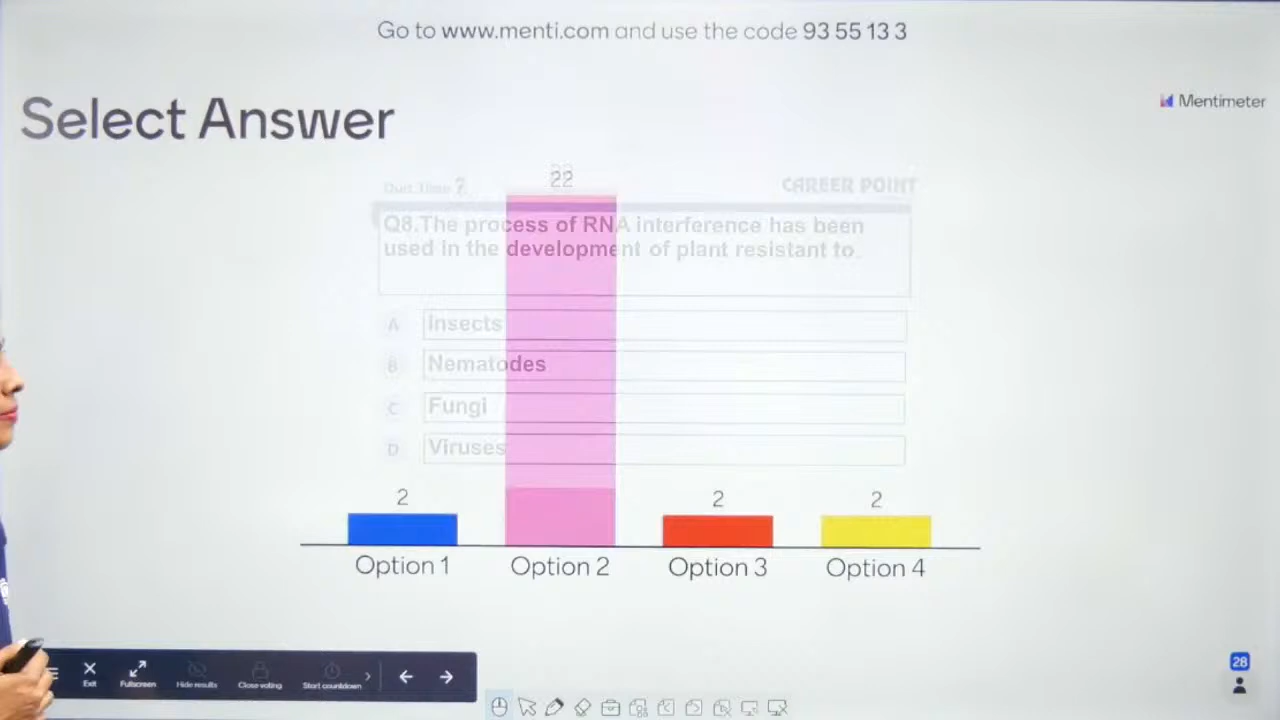 Go to www.menti.com and use the code 93 55 13 3
Select Answer
Mentimeter
22
Quiz Time ?
CAREER POINT
Q8.The process of RNA interference has been
used in the development of plant resistant to.
A Insects
B Nematodes
C Fungi
D Viruses
2
2
2
Option 1
Option 2
Option 3
Option 4
28
Exit
Fullscreen
Hide results
Close voting
Start countdown